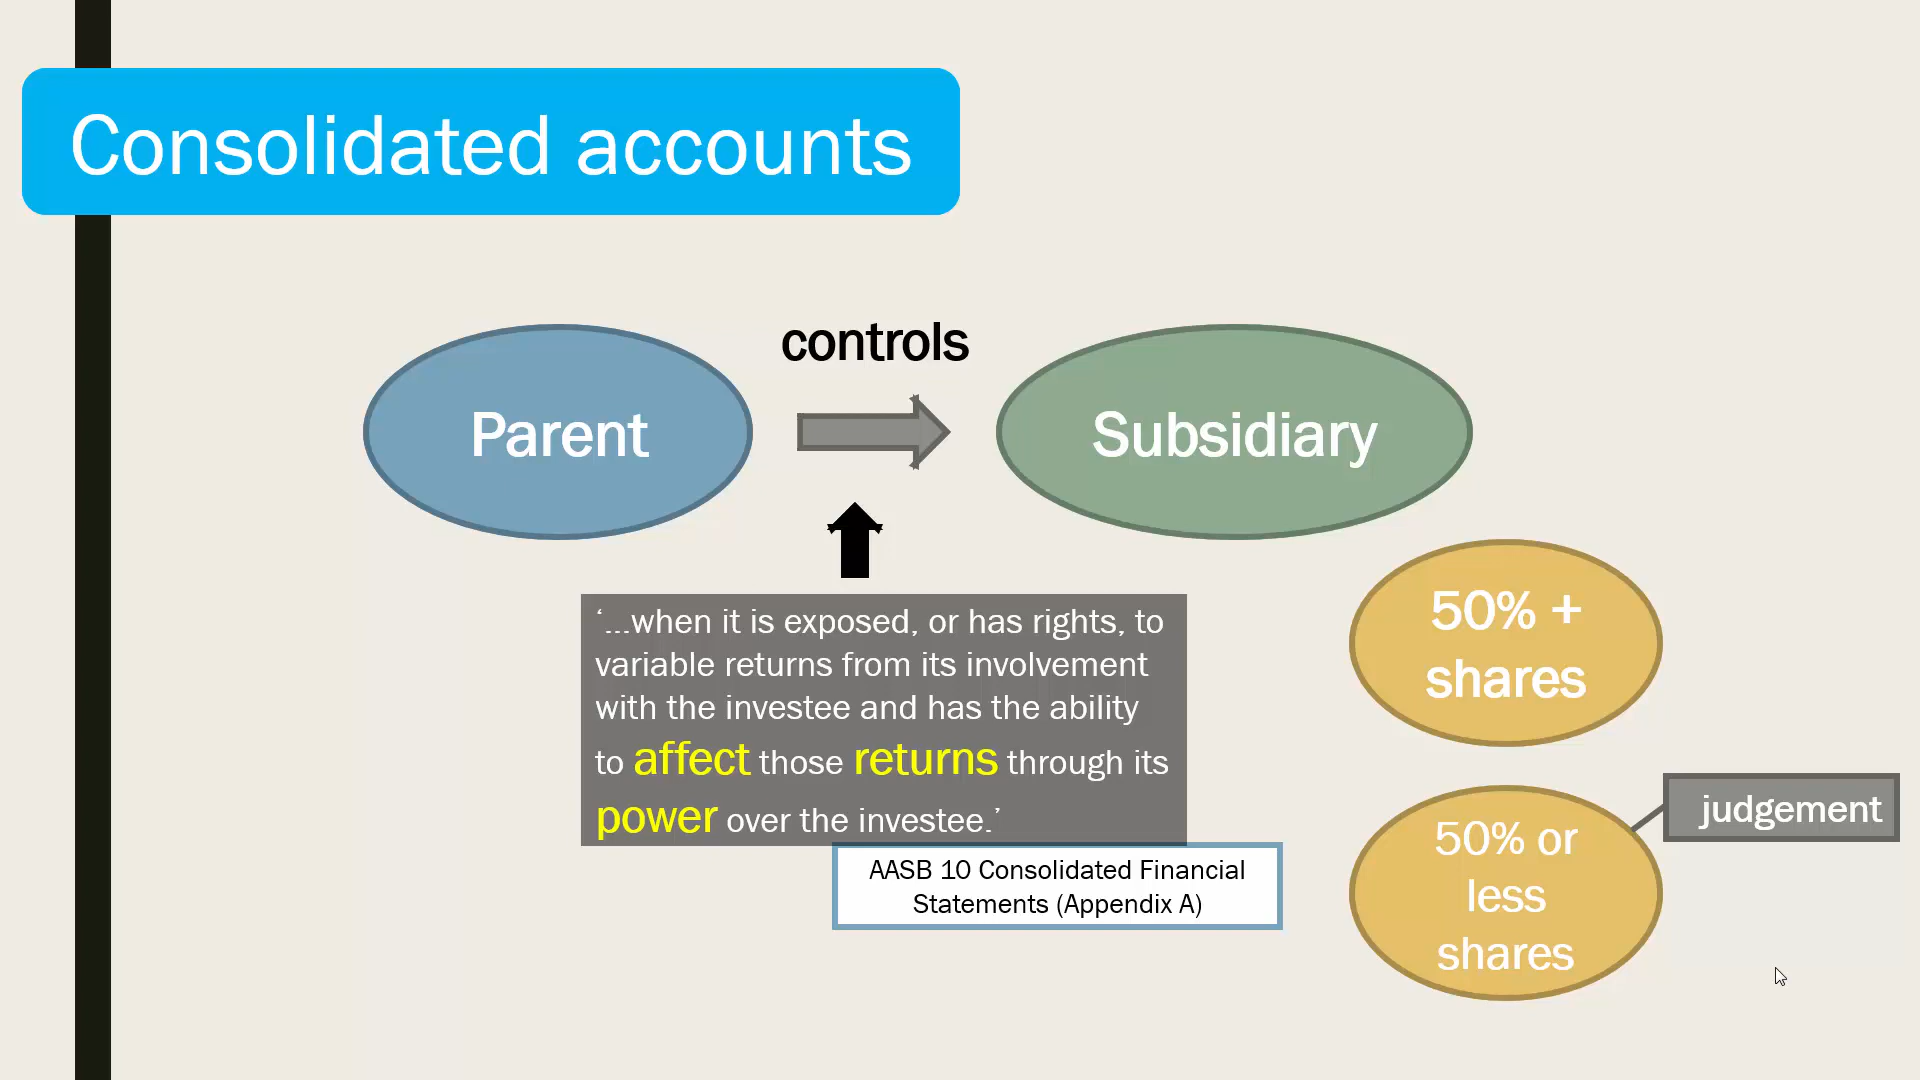 Consolidated accounts
controls
Parent
Subsidiary
‘...when it is exposed, or has rights, to
variable returns from its involvement
with the investee and has the ability
to affect those returns through its
power over the investee.’
AASB 10 Consolidated Financial
Statements (Appendix A)
50% +
shares
judgement
50% or
less
shares